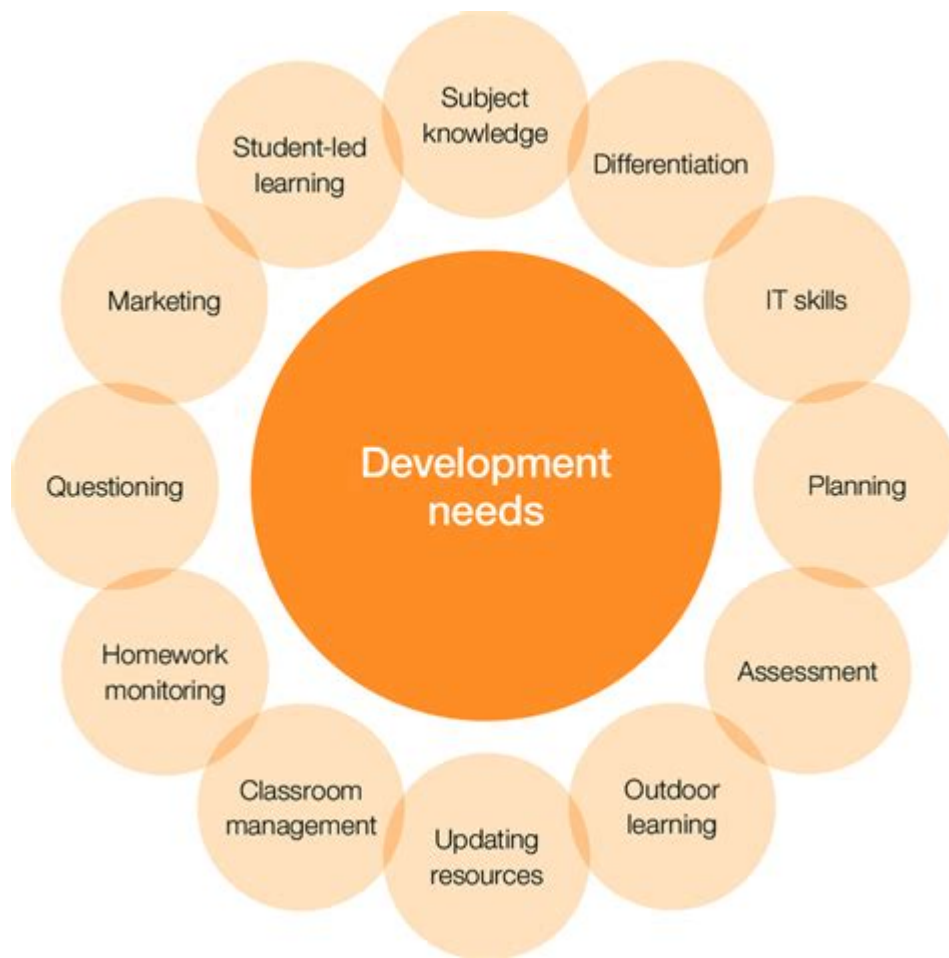 Subject
knowledge
Differentiation
IT skills
Planning
Assessment
Outdoor
learning
Updating
resources
Classroom
management
Homework
monitoring
Questioning
Marketing
Student-led
learning
Development
needs